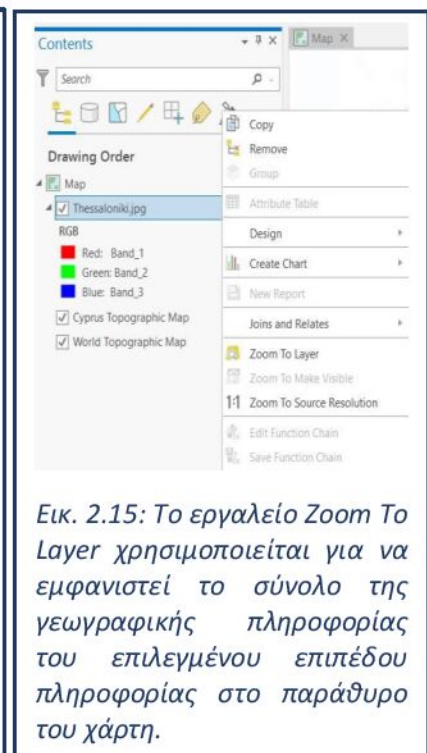 Contents
Map
Search
Drawing Order
Map
Thessaloniki.jpg
RGB
Red: Band_1
Green: Band_2
Blue: Band_3
Cyprus Topographic Map
World Topographic Map
Copy
Remove
Group
Attribute Table
Design
Create Chart
New Report
Joins and Relates
Zoom To Layer
Zoom To Make Visible
1:1 Zoom To Source Resolution
Edit Function Chain
Save Function Chain
Εικ. 2.15: Το εργαλείο Zoom To
Layer χρησιμοποιείται για να
εμφανιστεί το σύνολο της
γεωγραφικής πληροφορίας
του επιλεγμένου επιπέδου
πληροφορίας στο παράθυρο
του χάρτη.